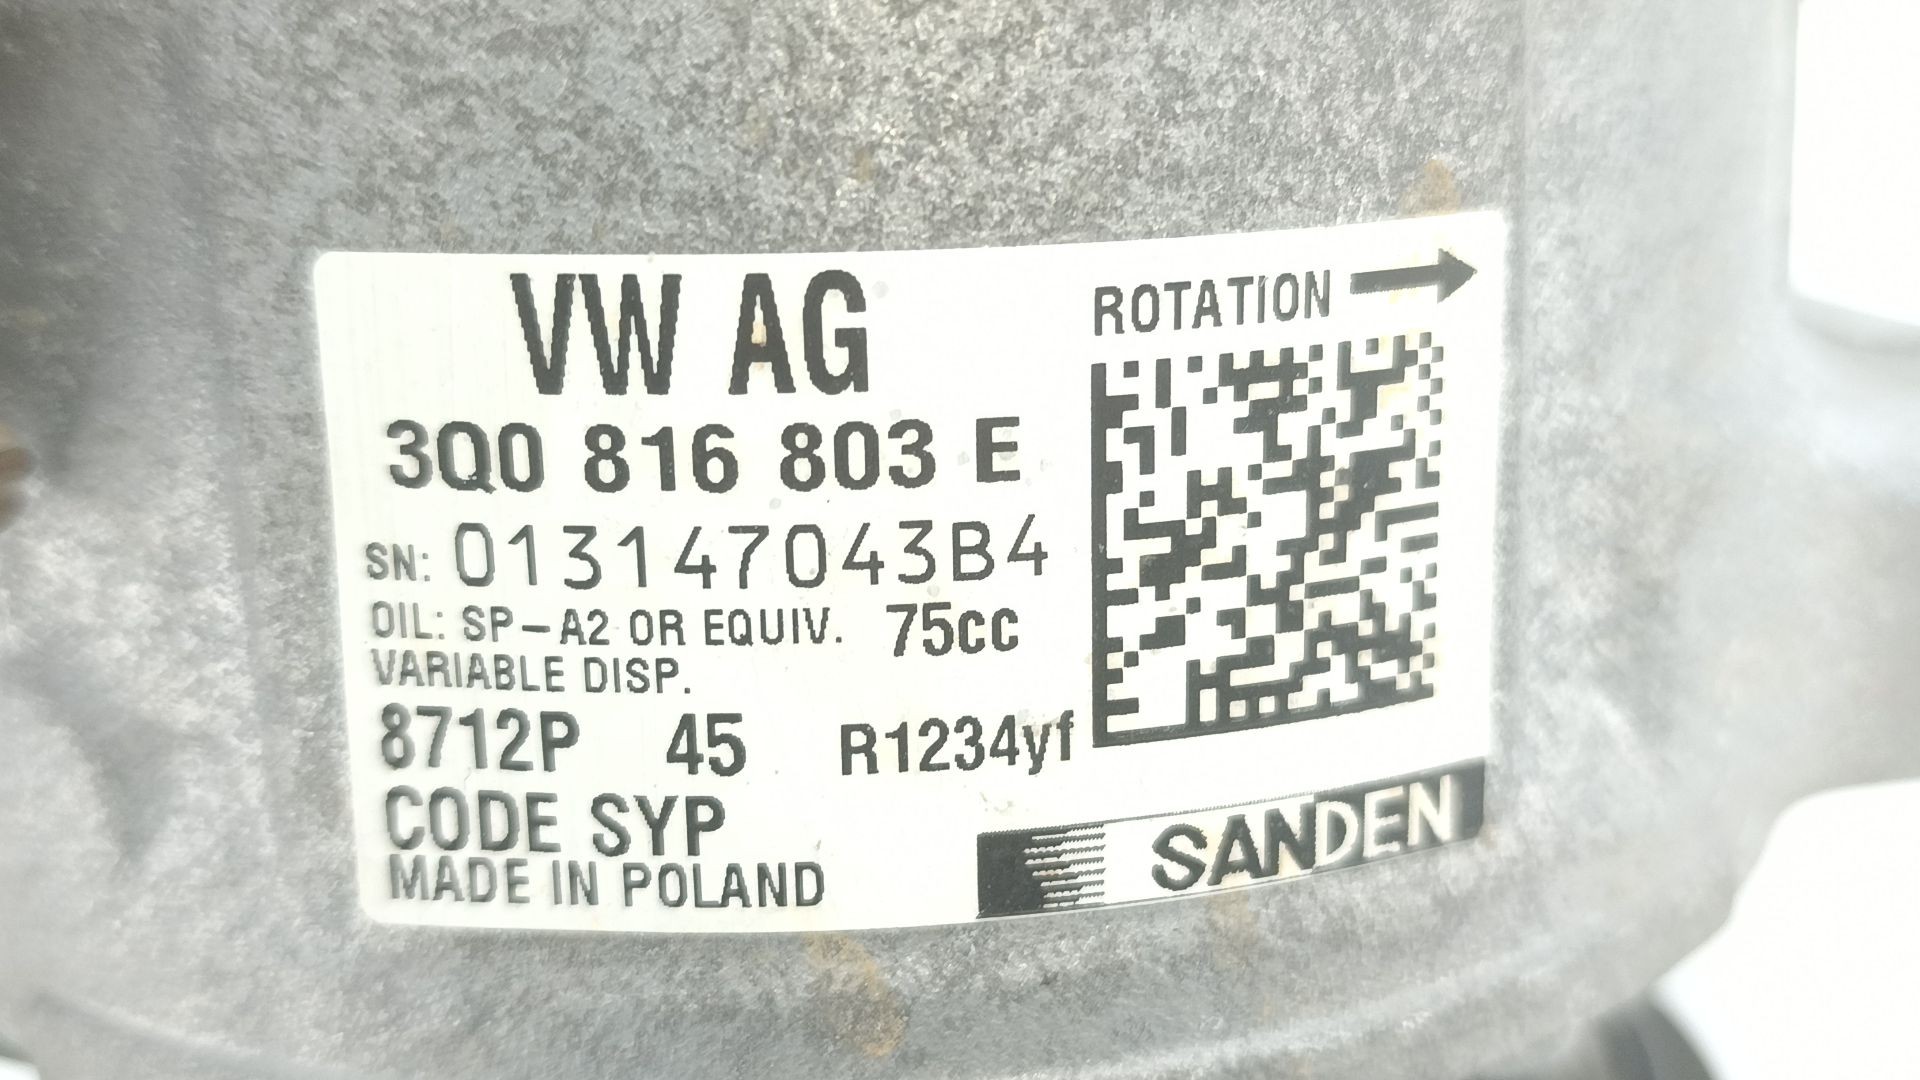 VW AG
ROTATION
3Q0 816 803 E
SN: 013147043B4
OIL: SP-A2 OR EQUIV. 75cc
VARIABLE DISP.
8712P 45 R1234yf
CODE SYP
MADE IN POLAND
SANDEN